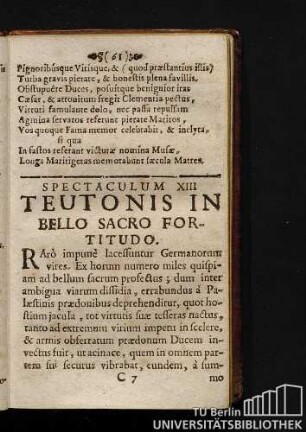 (61)
Pignoribúsque Virisque, & (quod præstantius istis)
Turba gravis pietate, & honestis plena favillis.
Obstupuêre Duces, posuitque benignior iras
Cæsar, & attonitum fregit Clementia pectus,
Virtuti famulante dolo, nec passa repulsam
Agmina servatos referunt pietate Maritos,
Vos quoque Fama memor celebrabit, & inclyta,
si qua
In fastos referant victuræ nomina Musæ,
Longa Maritigeras memorabunt sæcula Matres.
SPECTACULUM XIII
TEUTONIS IN
BELLO SACRO FOR-
TITUDO.
RArò impunè lacessuntur Germanorum
vires. Ex horum numero miles quispi-
am ad bellum sacrum profectus; dum inter
ambigua viarum dissidia, errabundus á Pa-
læstinis prædonibus deprehenditur, quot ho-
stium jacula, tot virtutis suæ tesseras nactus,
tanto ad extremum virium impetu in scelere,
& armis obferratum prædonum Ducem in-
vectus fuit, ut acinace, quem in omnem par-
tem sui securus vibrabat, eundem, á sum-
C 7
mo
TU Berlin
UNIVERSITÄTSBIBLIOTHEK